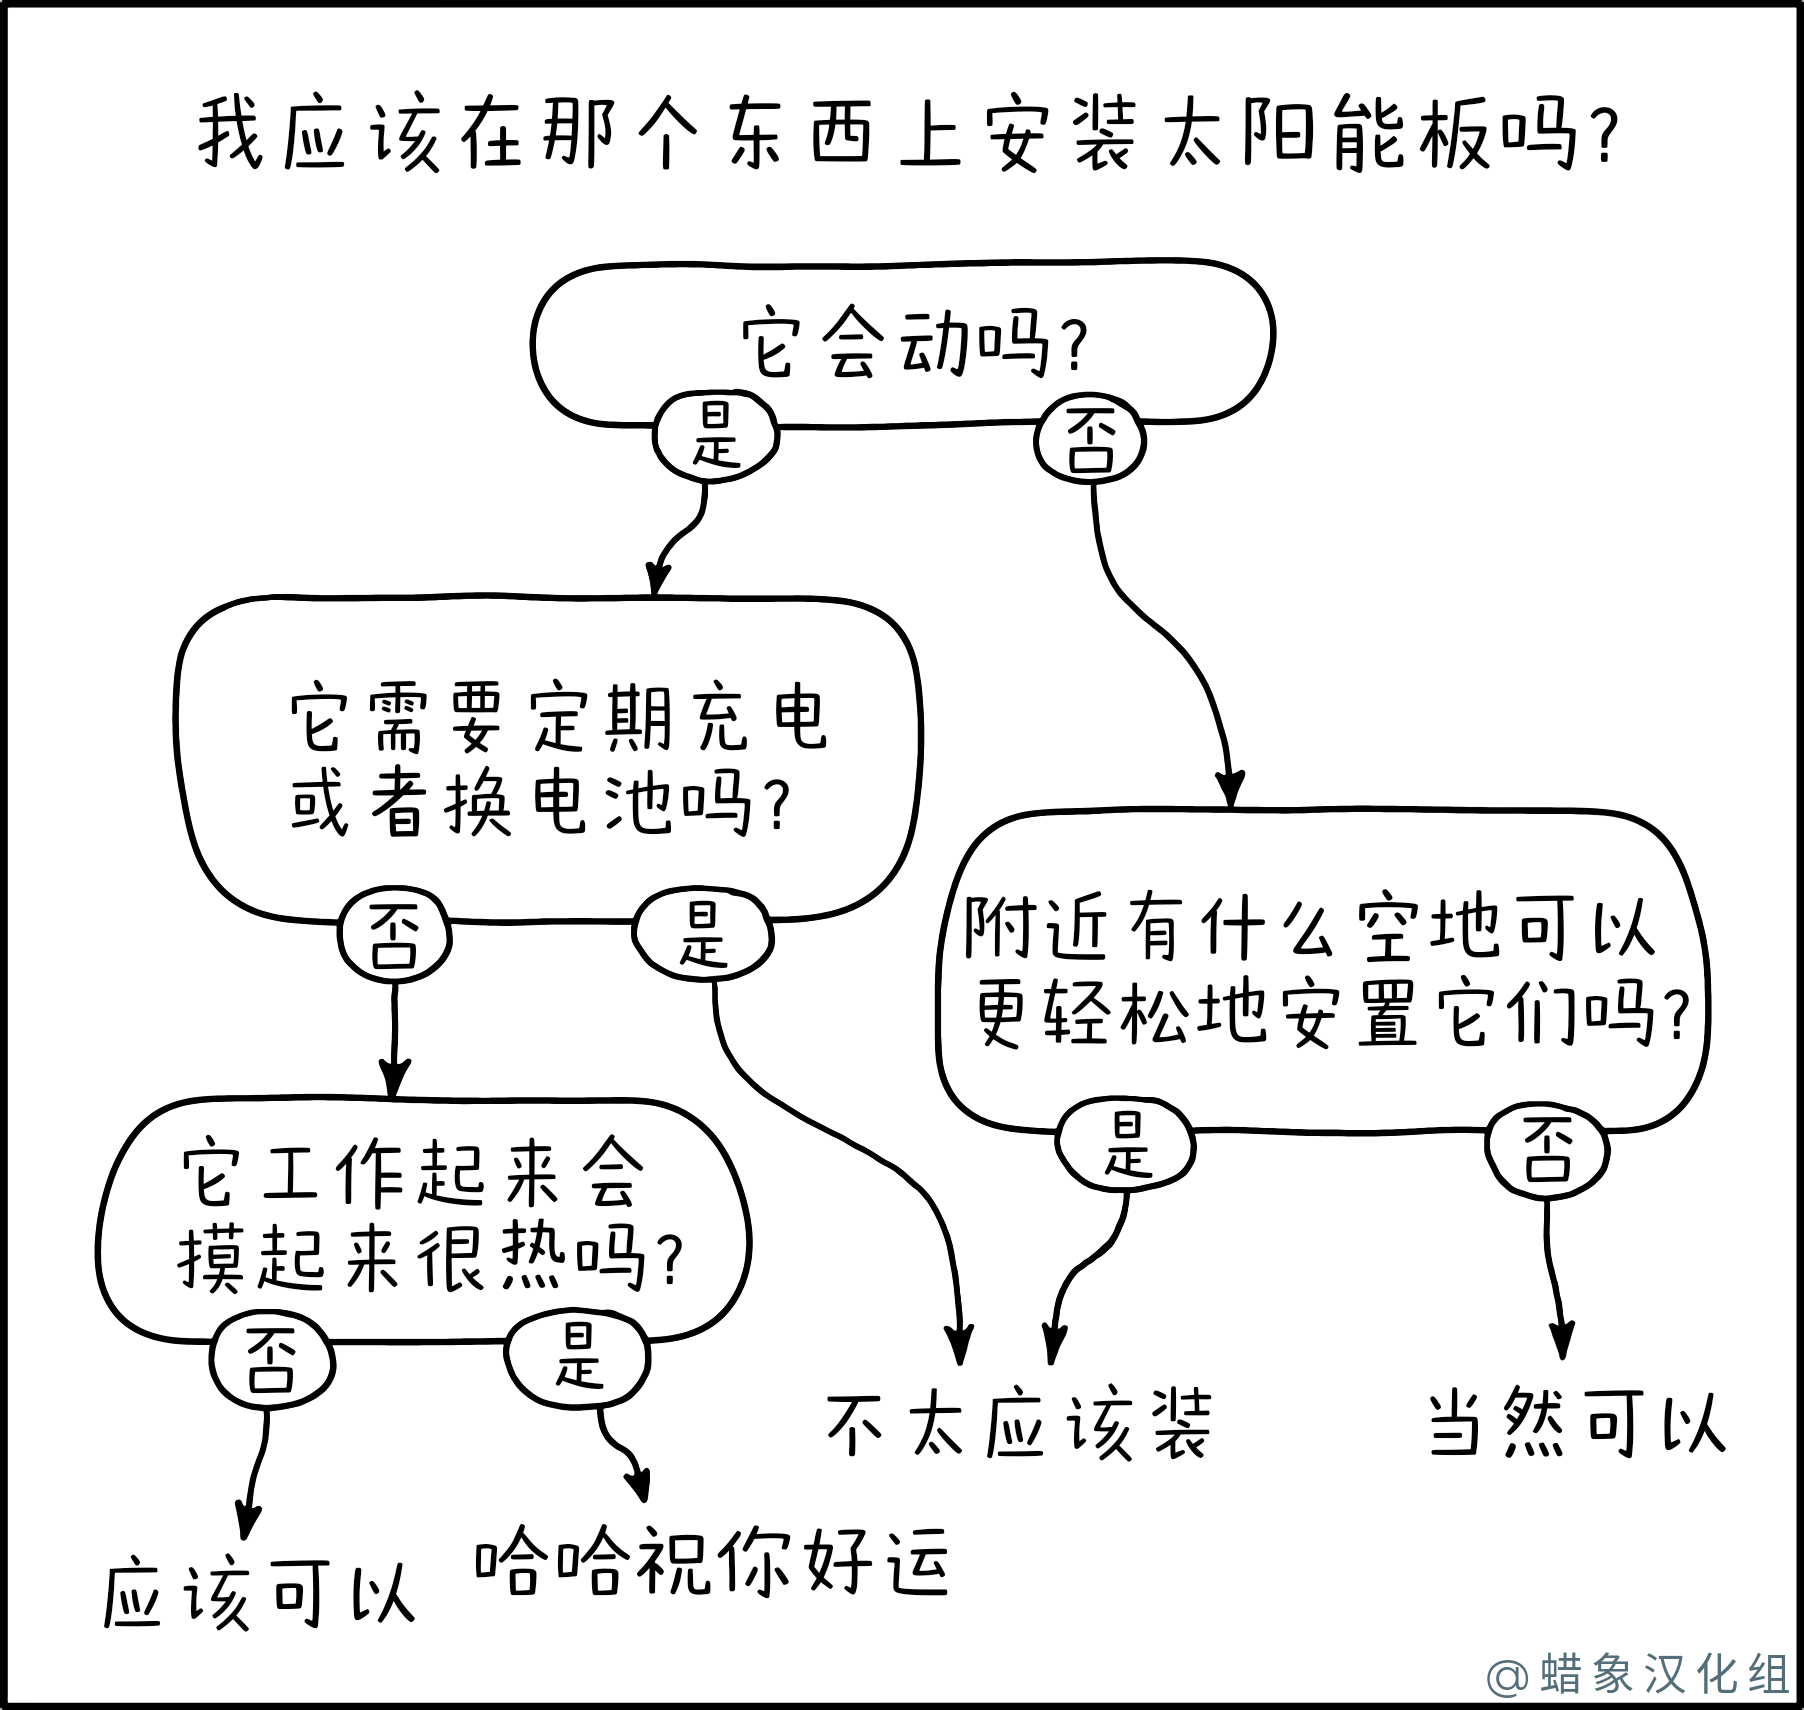 我应该在那个东西上安装太阳能板吗?
它会动吗?
是
否
它需要定期充电
或者换电池吗?
否
是
附近有什么空地可以
更轻松地安置它们吗?
是
否
它工作起来会
摸起来很热吗?
否
是
不太应该装
当然可以
应该可以
哈哈祝你好运
@蜡象汉化组